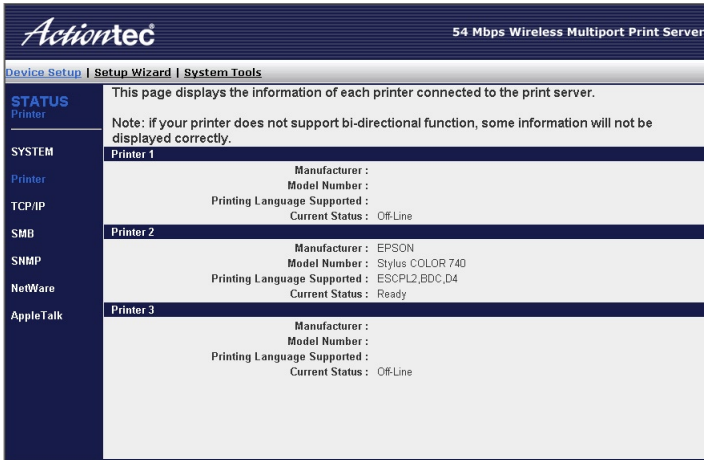 Actiontec
54 Mbps Wireless Multiport Print Server
Device Setup | Setup Wizard | System Tools
STATUS
Printer
SYSTEM
Printer
TCP/IP
SMB
SNMP
NetWare
AppleTalk
This page displays the information of each printer connected to the print server.
Note: if your printer does not support bi-directional function, some information will not be
displayed correctly.
Printer 1
Manufacturer :
Model Number :
Printing Language Supported :
Current Status : Off-Line
Printer 2
Manufacturer : EPSON
Model Number : Stylus COLOR 740
Printing Language Supported : ESCPL2,BDC,D4
Current Status : Ready
Printer 3
Manufacturer :
Model Number :
Printing Language Supported :
Current Status : Off-Line